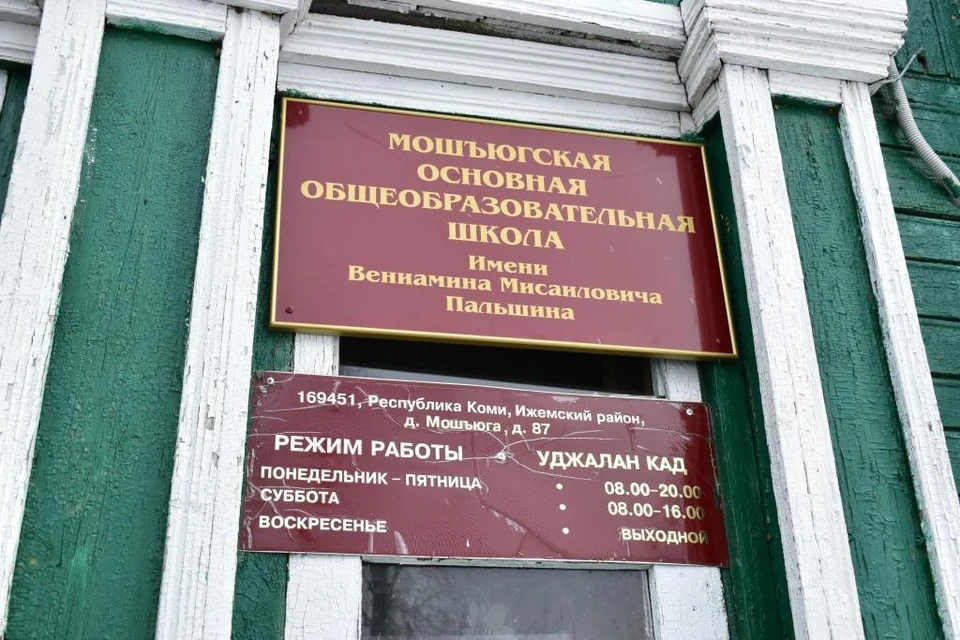 МОШЪЮГСКАЯ
ОСНОВНАЯ
ОБЩЕОБРАЗОВАТЕЛЬНАЯ
ШКОЛА
Имени
Вениамина Мисаиловича
Пальшина
169451, Республика Коми, Ижемский район,
д. Мошъюга, д. 87
РЕЖИМ РАБОТЫ УДЖАЛАН КАД
ПОНЕДЕЛЬНИК – ПЯТНИЦА : 08.00-20.00
СУББОТА : 08.00-16.00
ВОСКРЕСЕНЬЕ : ВЫХОДНОЙ